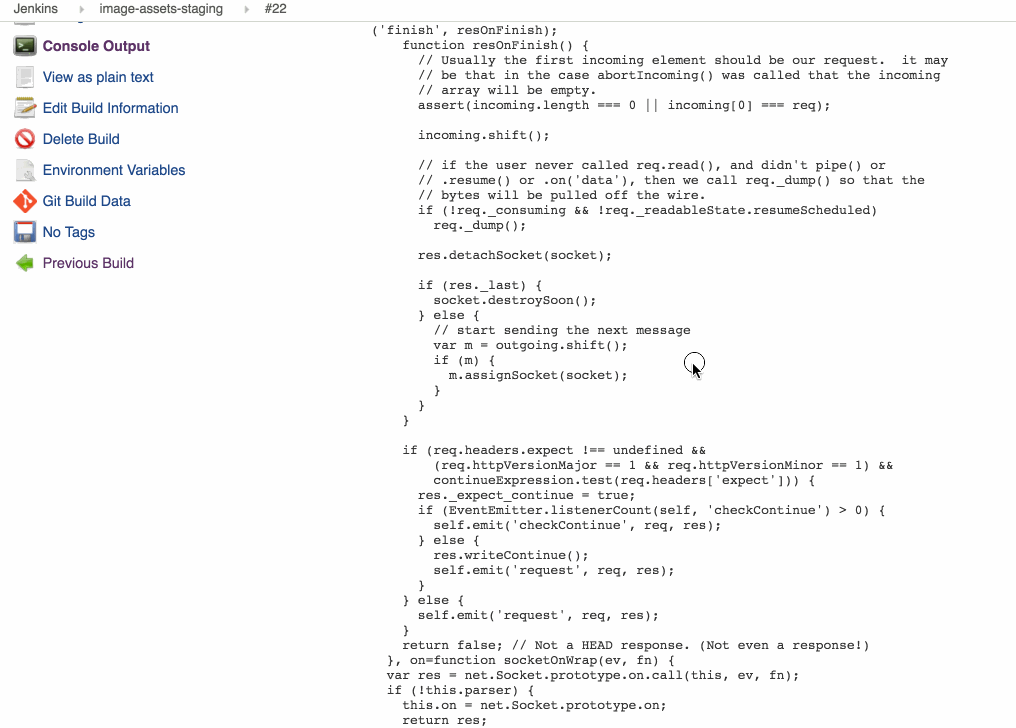 Jenkins image-assets-staging #22
Console Output
View as plain text
Edit Build Information
Delete Build
Environment Variables
Git Build Data
No Tags
Previous Build
('finish', resOnFinish);
function resOnFinish() {
// Usually the first incoming element should be our request.  it may
// be that in the case abortIncoming() was called that the incoming
// array will be empty.
assert(incoming.length === 0 || incoming[0] === req);
incoming.shift();
// if the user never called req.read(), and didn't pipe() or
// .resume() or .on('data'), then we call req._dump() so that the
// bytes will be pulled off the wire.
if (!req._consuming && !req._readableState.resumeScheduled)
req._dump();
res.detachSocket(socket);
if (res._last) {
socket.destroySoon();
} else {
// start sending the next message
var m = outgoing.shift();
if (m) {
m.assignSocket(socket);
}
}
}
if (req.headers.expect !== undefined &&
(req.httpVersionMajor == 1 && req.httpVersionMinor == 1) &&
continueExpression.test(req.headers['expect'])) {
res._expect_continue = true;
if (EventEmitter.listenerCount(self, 'checkContinue') > 0) {
self.emit('checkContinue', req, res);
} else {
res.writeContinue();
self.emit('request', req, res);
}
} else {
self.emit('request', req, res);
}
return false; // Not a HEAD response. (Not even a response!)
}, on=function socketOnWrap(ev, fn) {
var res = net.Socket.prototype.on.call(this, ev, fn);
if (!this.parser) {
this.on = net.Socket.prototype.on;
return res;